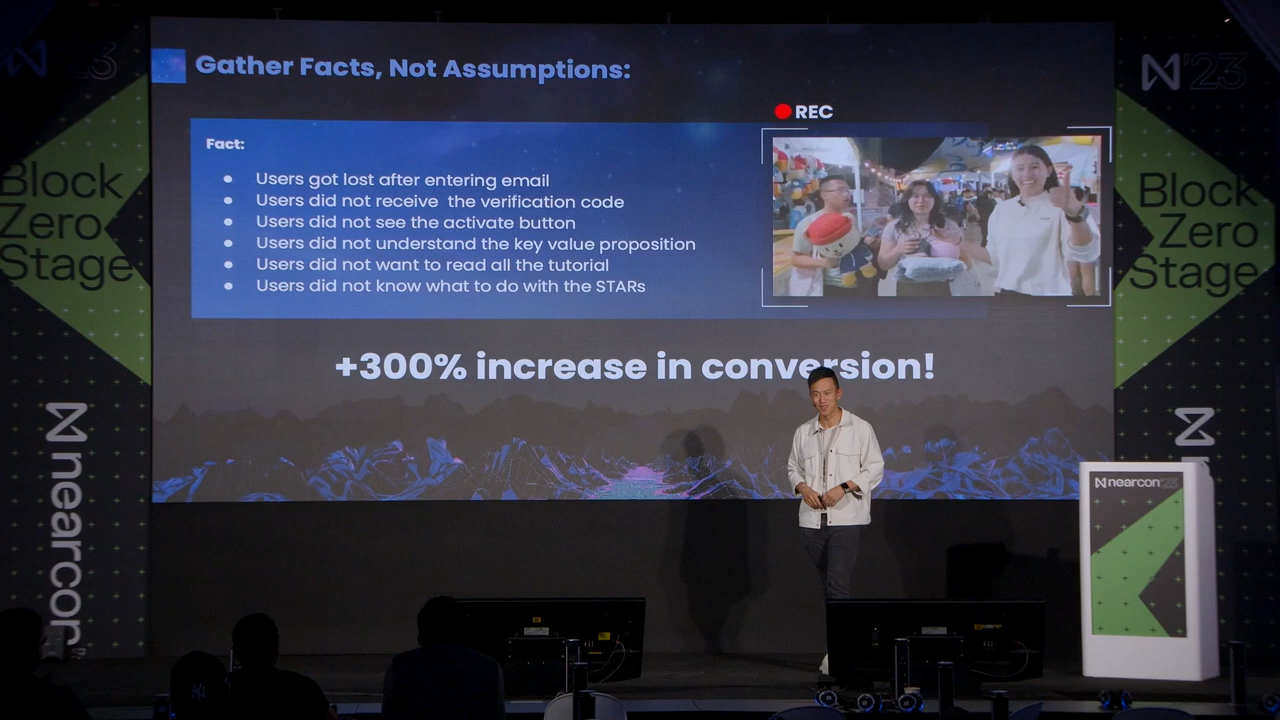 Gather Facts, Not Assumptions:
REC
Fact:
● Users got lost after entering email
● Users did not receive the verification code
● Users did not see the activate button
● Users did not understand the key value proposition
● Users did not want to read all the tutorial
● Users did not know what to do with the STARs
+300% increase in conversion!
'23
Block
Zero
Stage
nearcon
'23
Block
Zero
Stage
nearcon'23